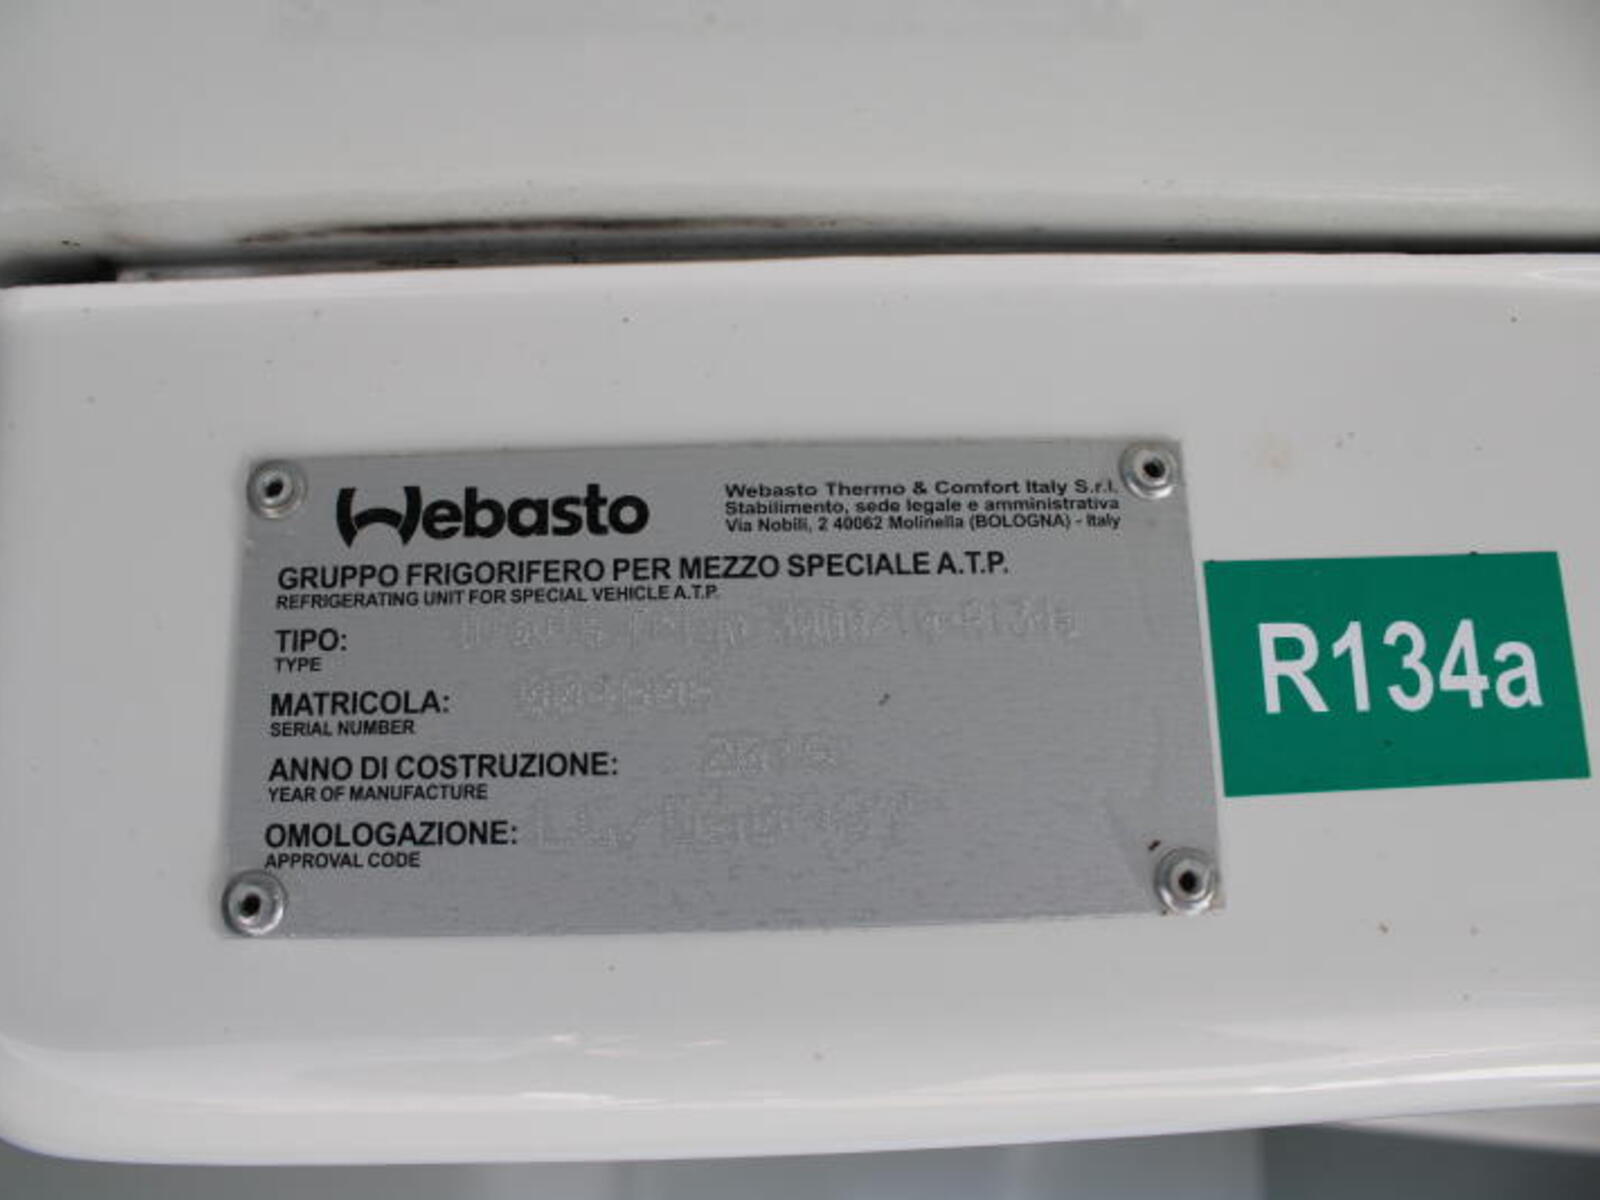 Webasto
Webasto Thermo & Comfort Italy S.r.l.
Stabilimento, sede legale e amministrativa
Via Nobili, 2 40062 Molinella (BOLOGNA) - Italy
GRUPPO FRIGORIFERO PER MEZZO SPECIALE A.T.P.
REFRIGERATING UNIT FOR SPECIAL VEHICLE A.T.P.
TIPO:
TYPE
MATRICOLA:
SERIAL NUMBER
ANNO DI COSTRUZIONE:
YEAR OF MANUFACTURE
OMOLOGAZIONE:
APPROVAL CODE
R134a